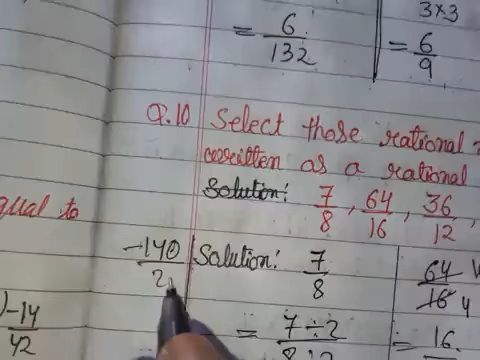 = 6/132
3×3
= 6/9
Q.10 Select those rational
written as a rational
Solution: 7/8, 64/16, 36/12,
qual to
-140/2
Solution: 7/8
64/16 4
-14/42
= 7÷2
= 16